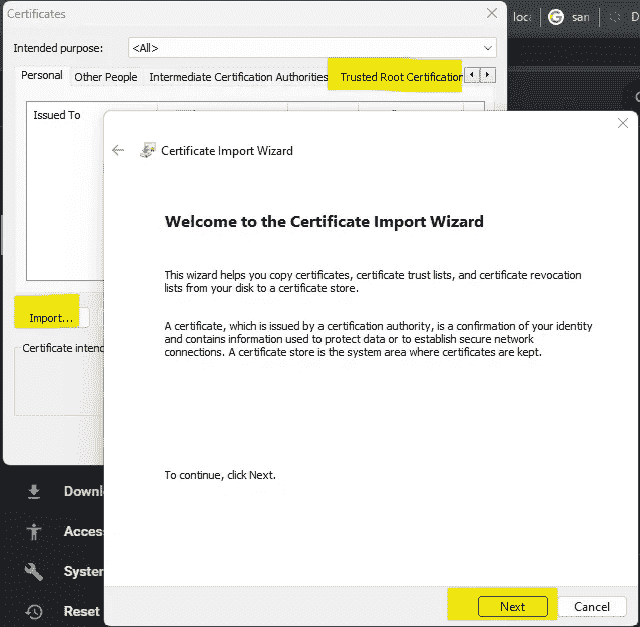 Certificates
san
D
Intended purpose:
<All>
Personal
Other People
Intermediate Certification Authorities
Trusted Root Certification
Issued To
Certificate Import Wizard
Welcome to the Certificate Import Wizard
This wizard helps you copy certificates, certificate trust lists, and certificate revocation
lists from your disk to a certificate store.
A certificate, which is issued by a certification authority, is a confirmation of your identity
and contains information used to protect data or to establish secure network
connections. A certificate store is the system area where certificates are kept.
Import...
Certificate intend
To continue, click Next.
Downl
Acces
System
Reset
Next
Cancel